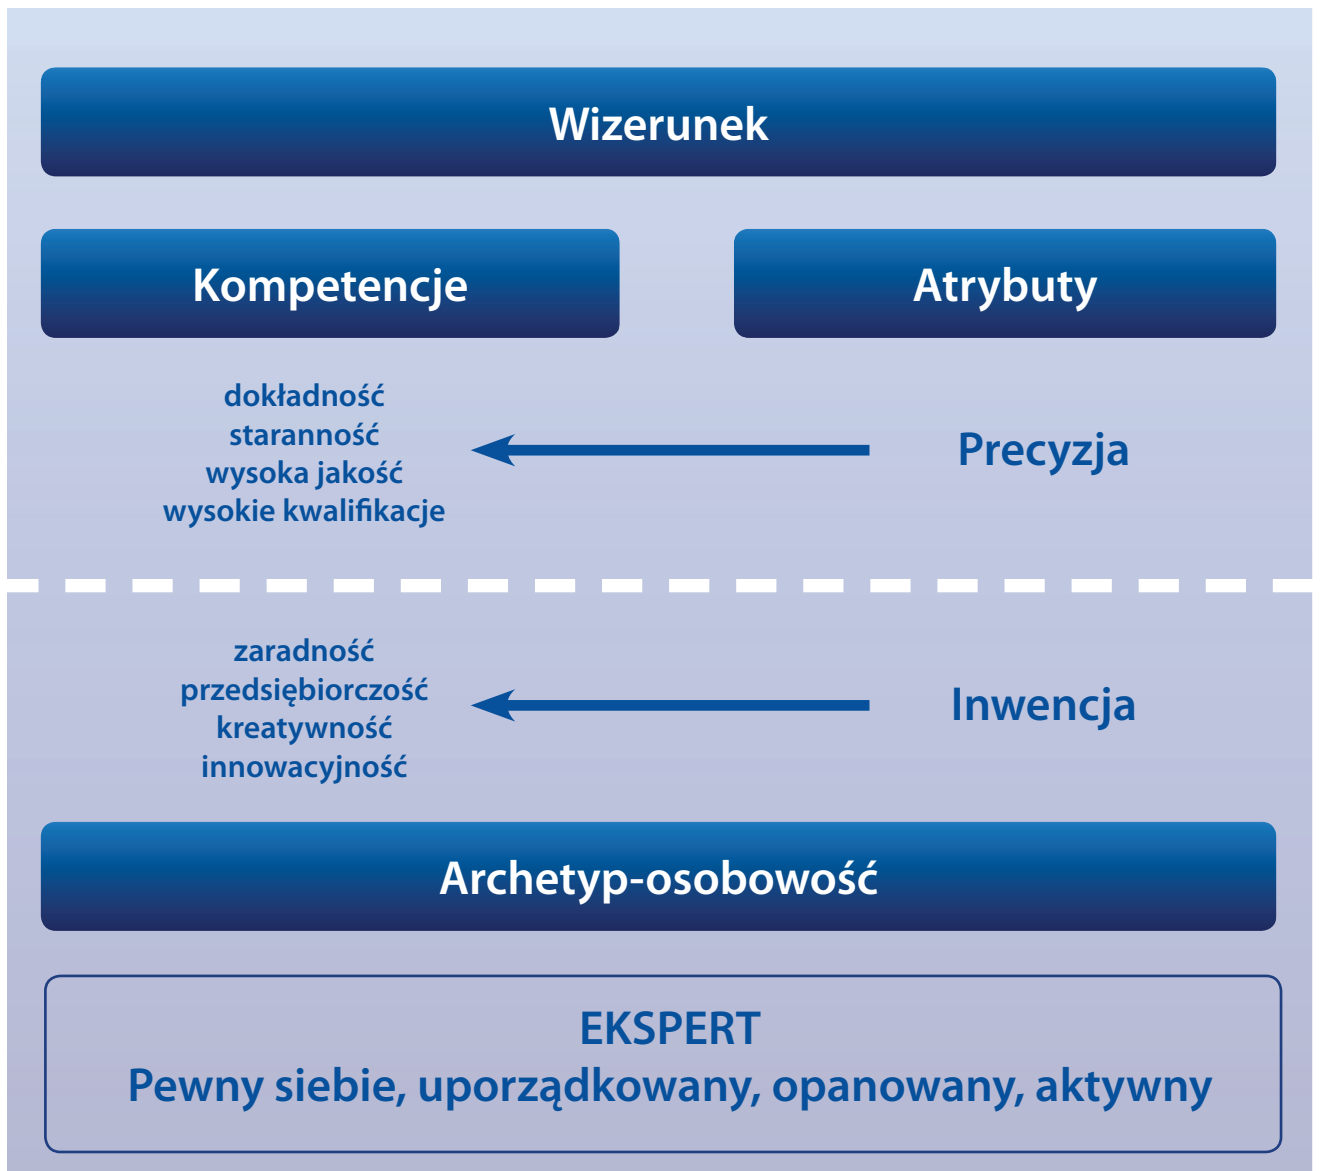 Wizerunek
Kompetencje
Atrybuty
dokładność
staranność
wysoka jakość
wysokie kwalifikacje
Precyzja
zaradność
przedsiębiorczość
kreatywność
innowacyjność
Inwencja
Archetyp-osobowość
EKSPERT
Pewny siebie, uporządkowany, opanowany, aktywny